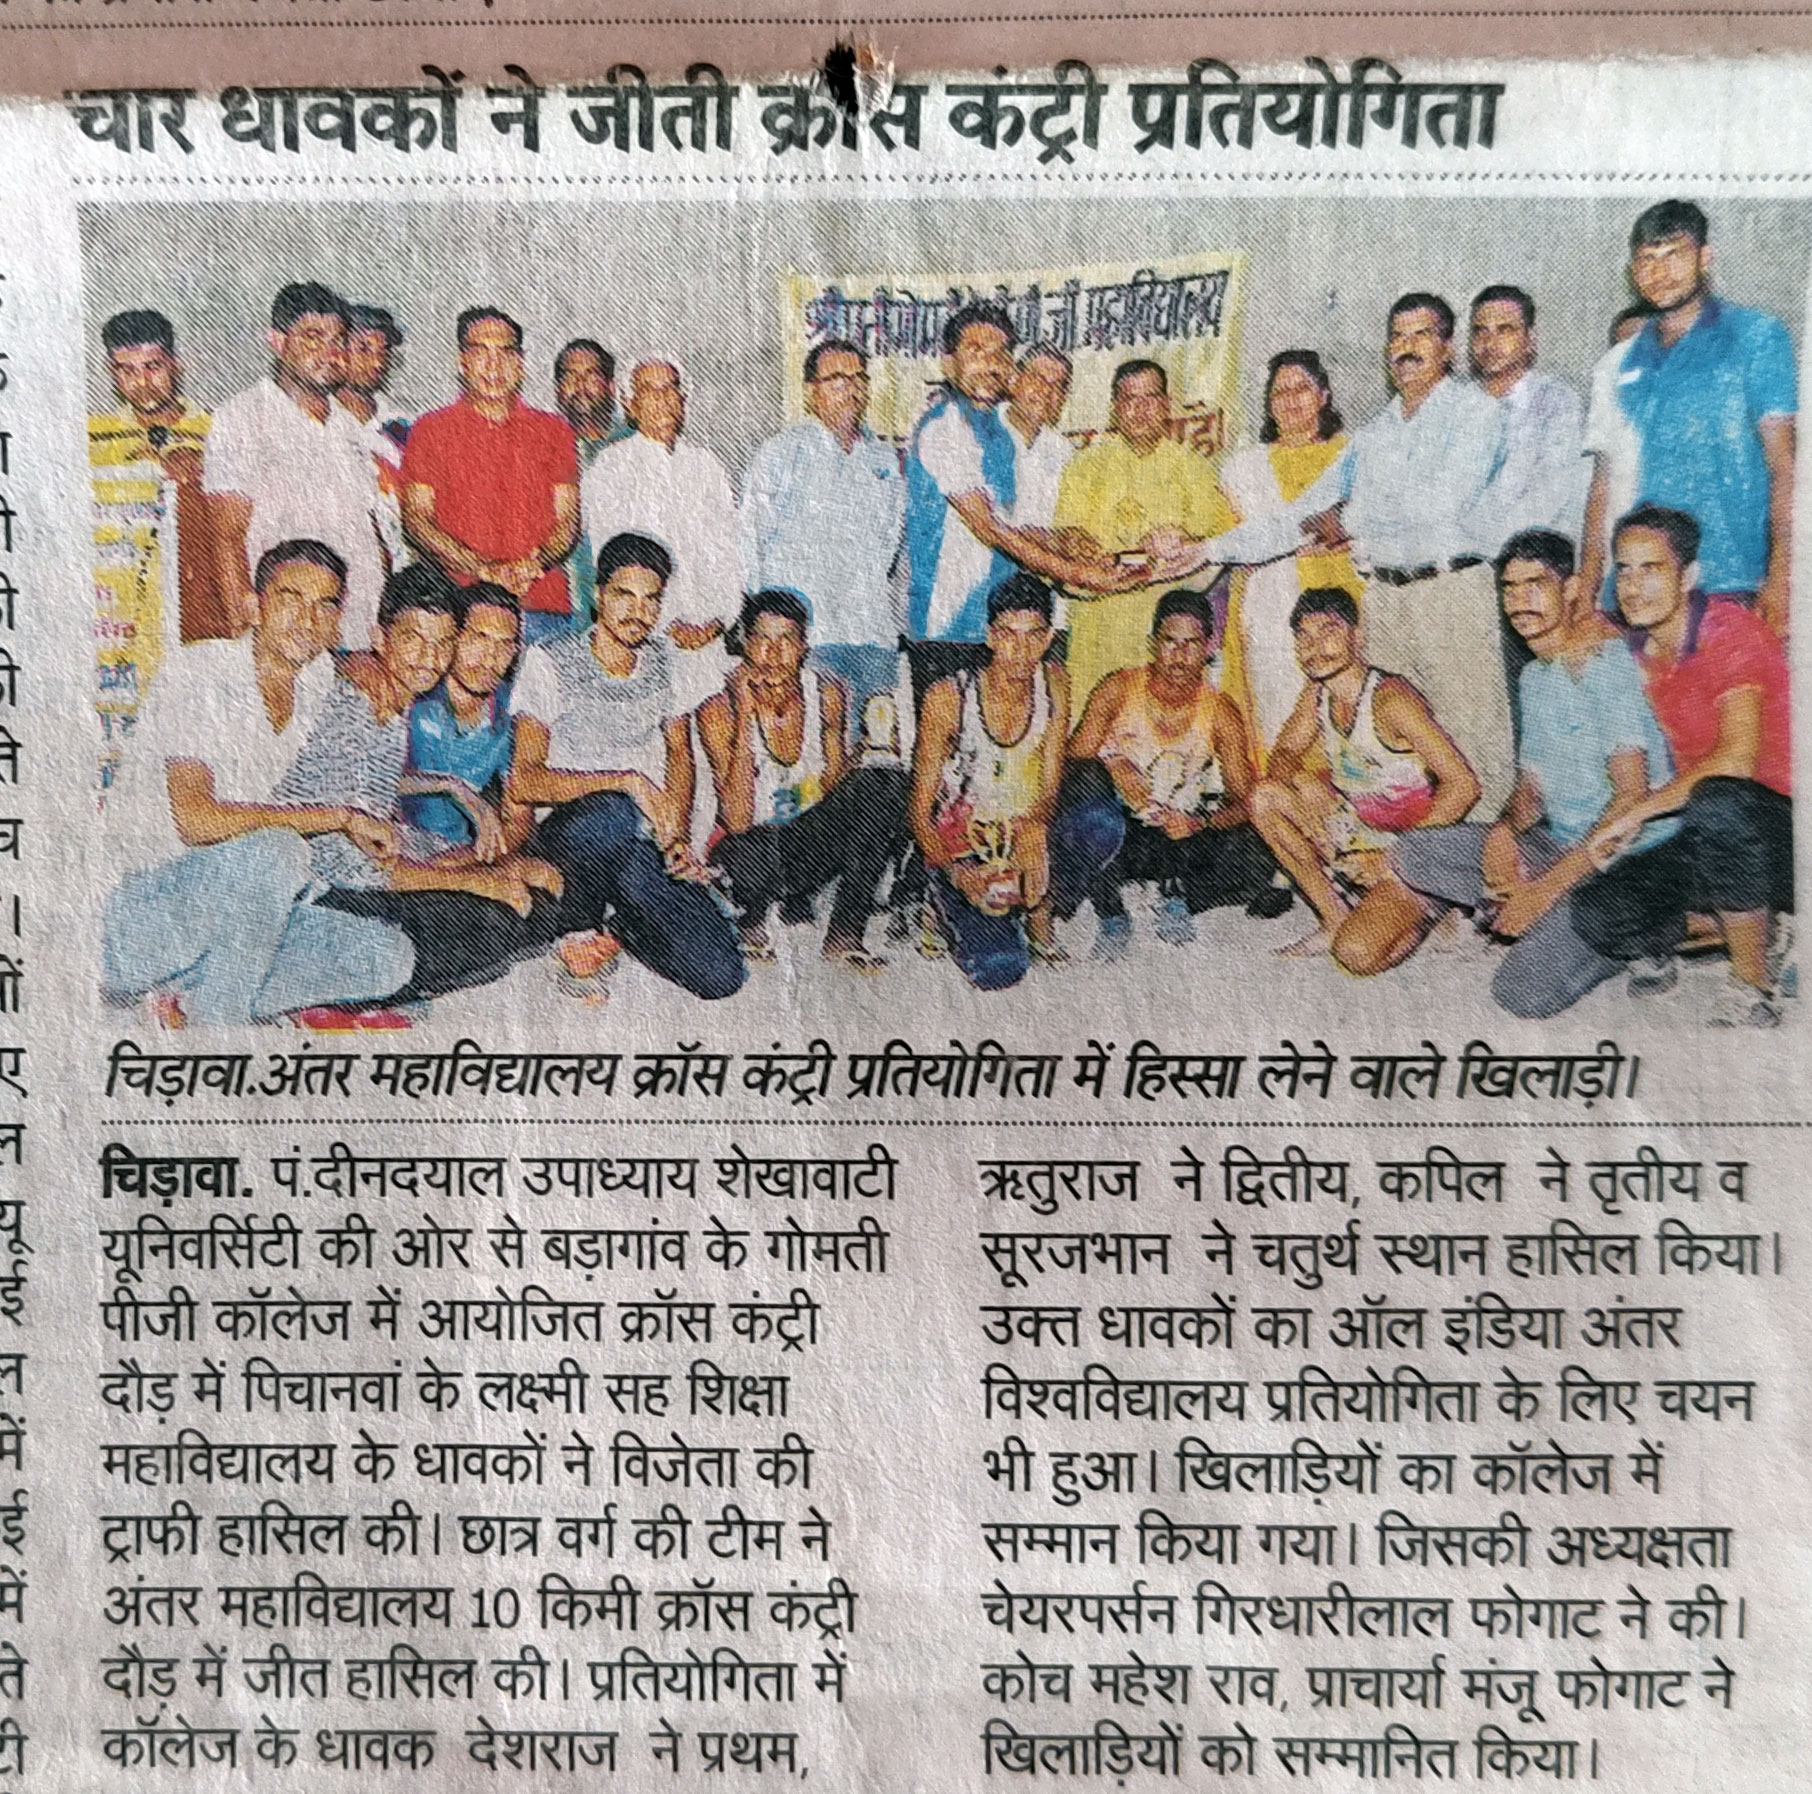 चार धावकों ने जीती क्रॉस कंट्री प्रतियोगिता
महाविद्यालय
चिड़ावा.अंतर महाविद्यालय क्रॉस कंट्री प्रतियोगिता में हिस्सा लेने वाले खिलाड़ी।
चिड़ावा. पं.दीनदयाल उपाध्याय शेखावाटी
यूनिवर्सिटी की ओर से बड़ागांव के गोमती
पीजी कॉलेज में आयोजित क्रॉस कंट्री
दौड़ में पिचानवां के लक्ष्मी सह शिक्षा
महाविद्यालय के धावकों ने विजेता की
ट्राफी हासिल की। छात्र वर्ग की टीम ने
अंतर महाविद्यालय 10 किमी क्रॉस कंट्री
दौड़ में जीत हासिल की। प्रतियोगिता में
कॉलेज के धावक देशराज ने प्रथम,
ऋतुराज ने द्वितीय, कपिल ने तृतीय व
सूरजभान ने चतुर्थ स्थान हासिल किया।
उक्त धावकों का ऑल इंडिया अंतर
विश्वविद्यालय प्रतियोगिता के लिए चयन
भी हुआ। खिलाड़ियों का कॉलेज में
सम्मान किया गया। जिसकी अध्यक्षता
चेयरपर्सन गिरधारीलाल फोगाट ने की।
कोच महेश राव, प्राचार्या मंजू फोगाट ने
खिलाड़ियों को सम्मानित किया।